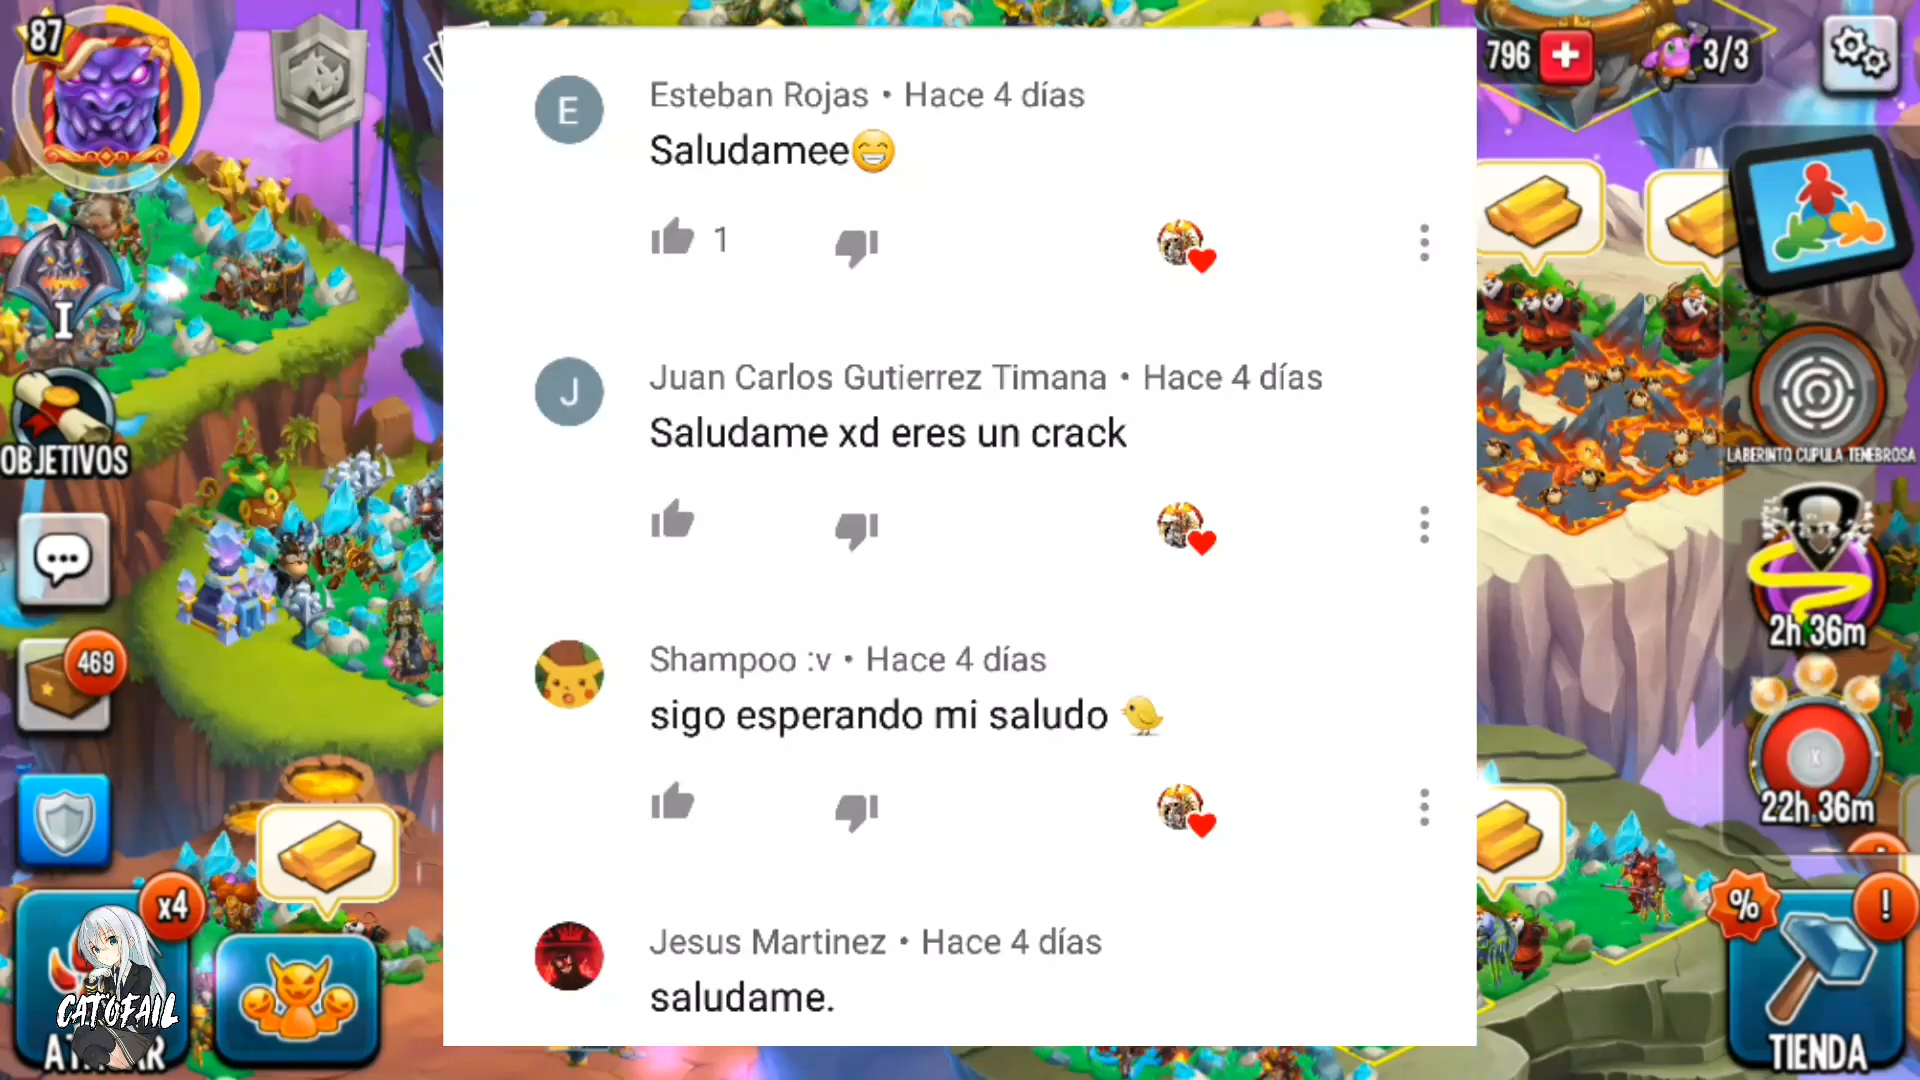 87
796
3/3
E
Esteban Rojas • Hace 4 días
Saludamee😁
1
J
Juan Carlos Gutierrez Timana • Hace 4 días
Saludame xd eres un crack
Shampoo :v • Hace 4 días
sigo esperando mi saludo 🐤
Jesus Martinez • Hace 4 días
saludame.
I
OBJETIVOS
469
x4
CATOFAIL
LABERINTO CUPULA TENEBROSA
2h 36m
22h 36m
%
!
TIENDA